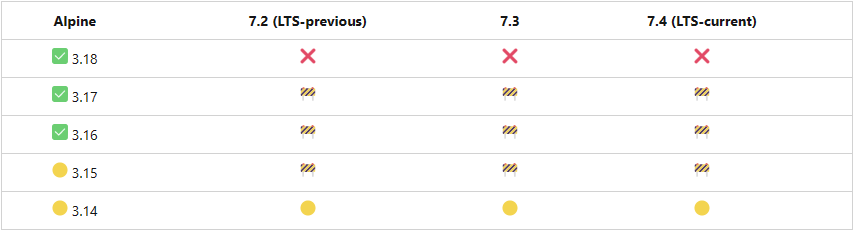 Alpine 7.2 (LTS-previous) 7.3 7.4 (LTS-current)
✅ 3.18 ❌ ❌ ❌
✅ 3.17 🚧 🚧 🚧
✅ 3.16 🚧 🚧 🚧
🟡 3.15 🚧 🚧 🚧
🟡 3.14 🟡 🟡 🟡